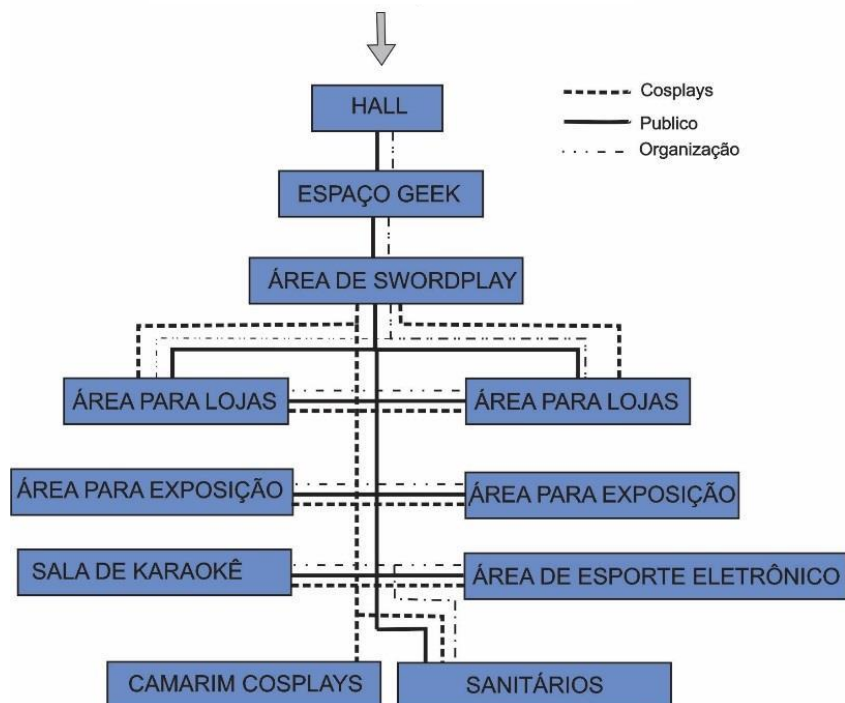 HALL
Cosplays
Publico
Organização
ESPAÇO GEEK
ÁREA DE SWORDPLAY
ÁREA PARA LOJAS
ÁREA PARA LOJAS
ÁREA PARA EXPOSIÇÃO
ÁREA PARA EXPOSIÇÃO
SALA DE KARAOKÊ
ÁREA DE ESPORTE ELETRÔNICO
CAMARIM COSPLAYS
SANITÁRIOS